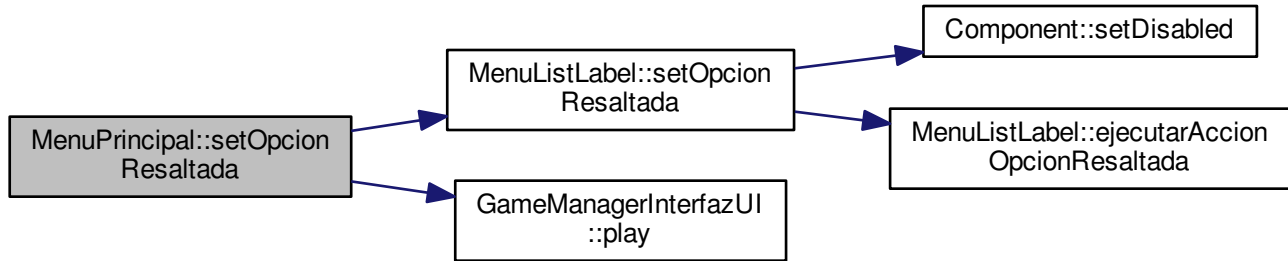 MenuPrincipal::setOpcion
Resaltada
MenuListLabel::setOpcion
Resaltada
GameManagerInterfazUI
::play
Component::setDisabled
MenuListLabel::ejecutarAccion
OpcionResaltada